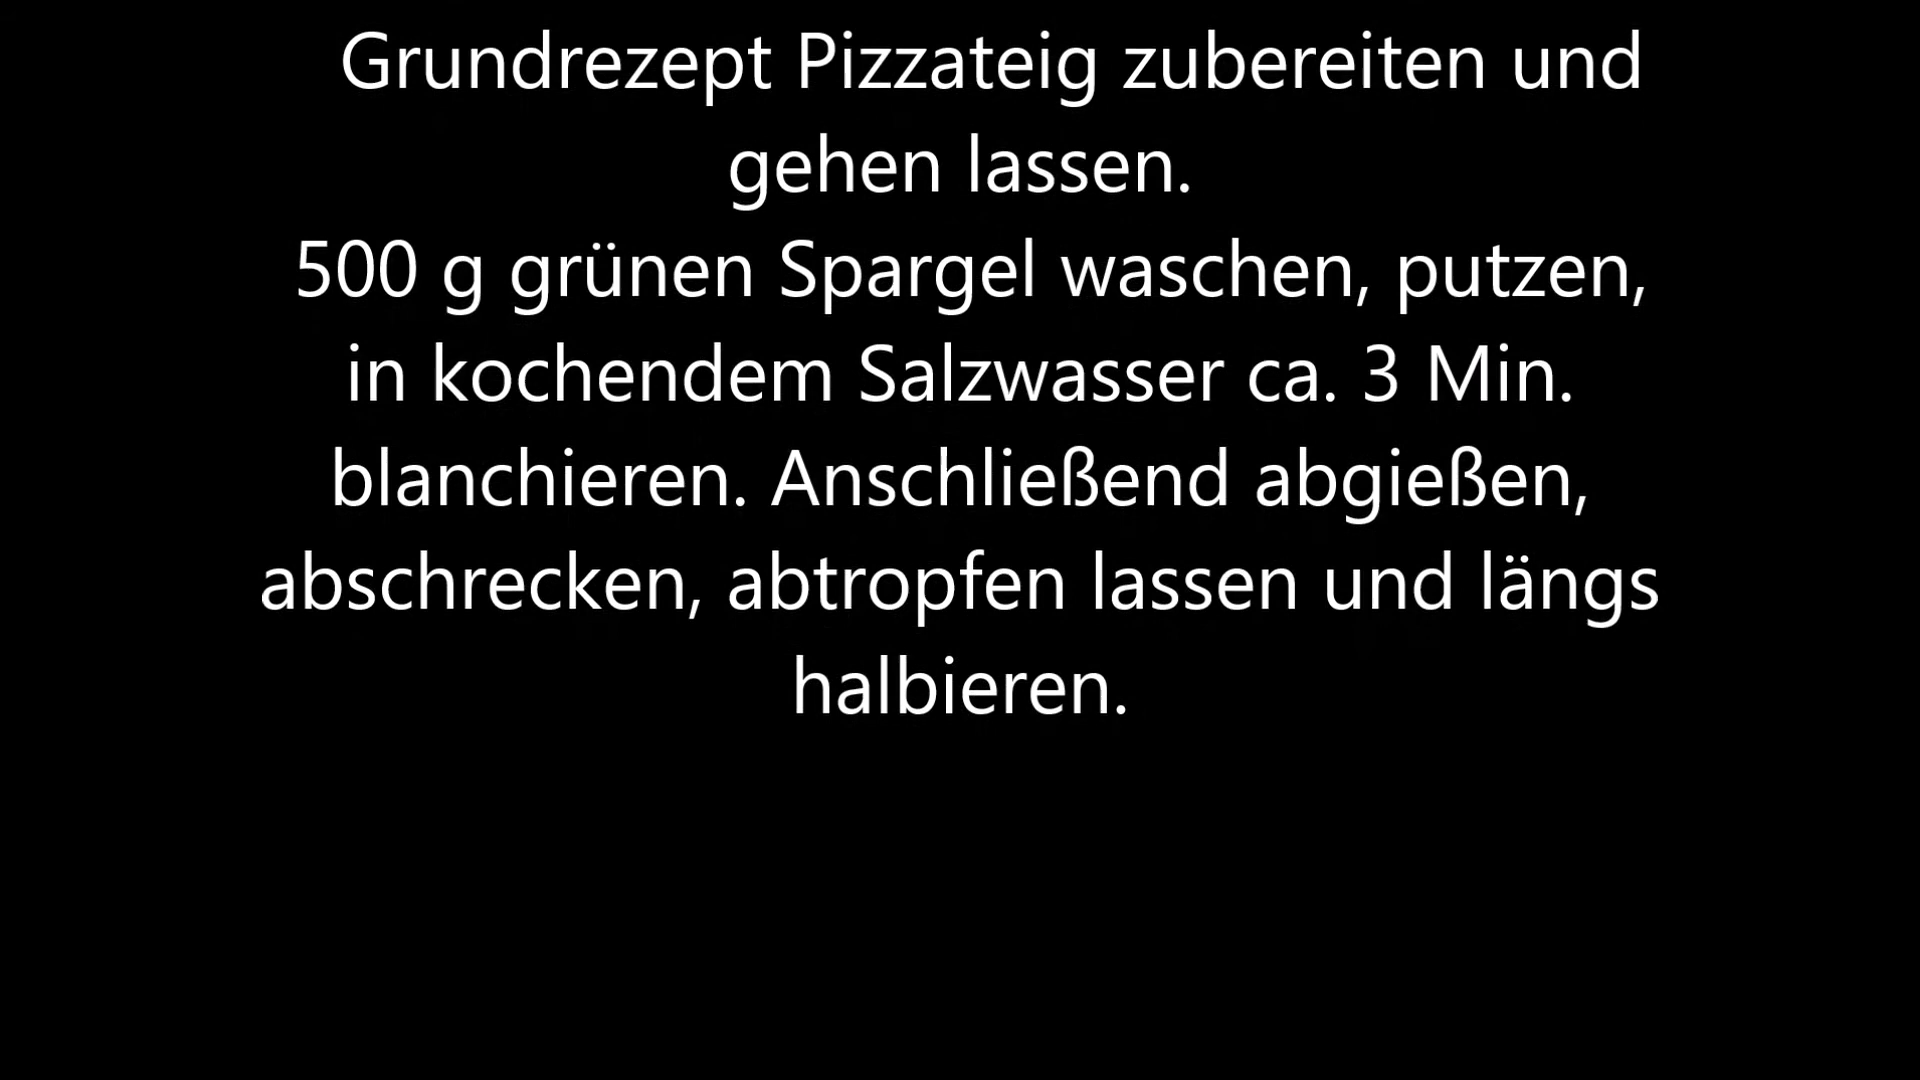 Grundrezept Pizzateig zubereiten und
gehen lassen.
500 g grünen Spargel waschen, putzen,
in kochendem Salzwasser ca. 3 Min.
blanchieren. Anschließend abgießen,
abschrecken, abtropfen lassen und längs
halbieren.